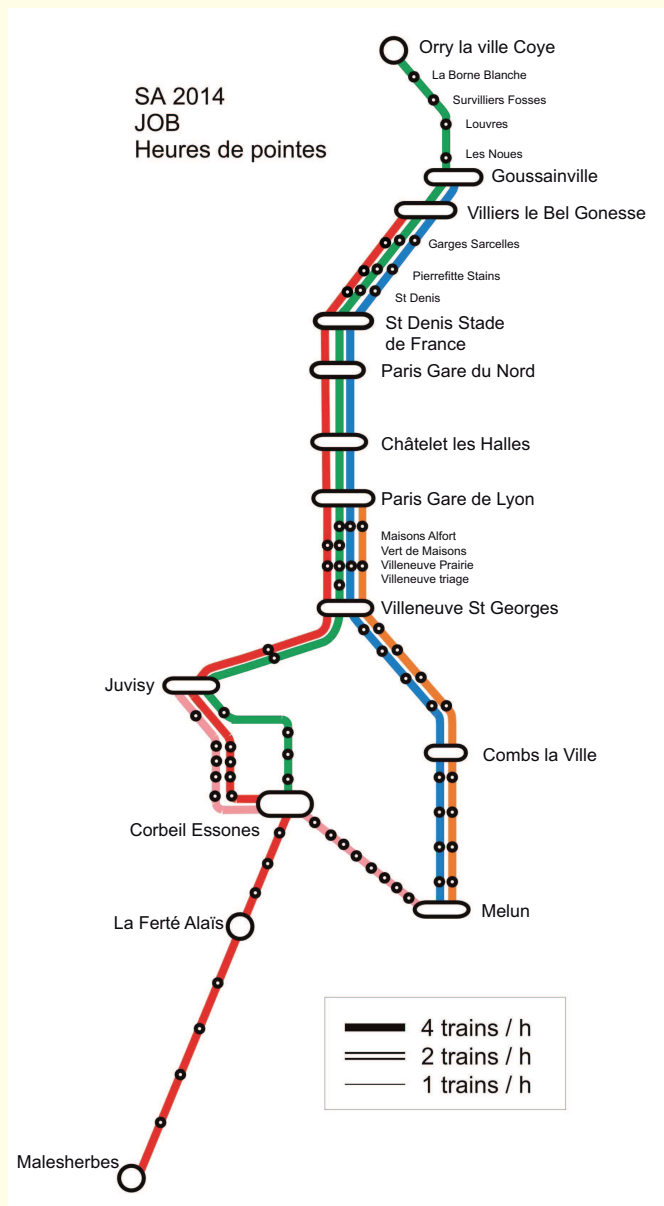 SA 2014
JOB
Heures de pointes
Orry la ville Coye
La Borne Blanche
Survilliers Fosses
Louvres
Les Noues
Goussainville
Villiers le Bel Gonesse
Garges Sarcelles
Pierrefitte Stains
St Denis
St Denis Stade
de France
Paris Gare du Nord
Châtelet les Halles
Paris Gare de Lyon
Maisons Alfort
Vert de Maisons
Villeneuve Prairie
Villeneuve triage
Villeneuve St Georges
Juvisy
Combs la Ville
Corbeil Essones
Melun
La Ferté Alaïs
Malesherbes
4 trains / h
2 trains / h
1 trains / h